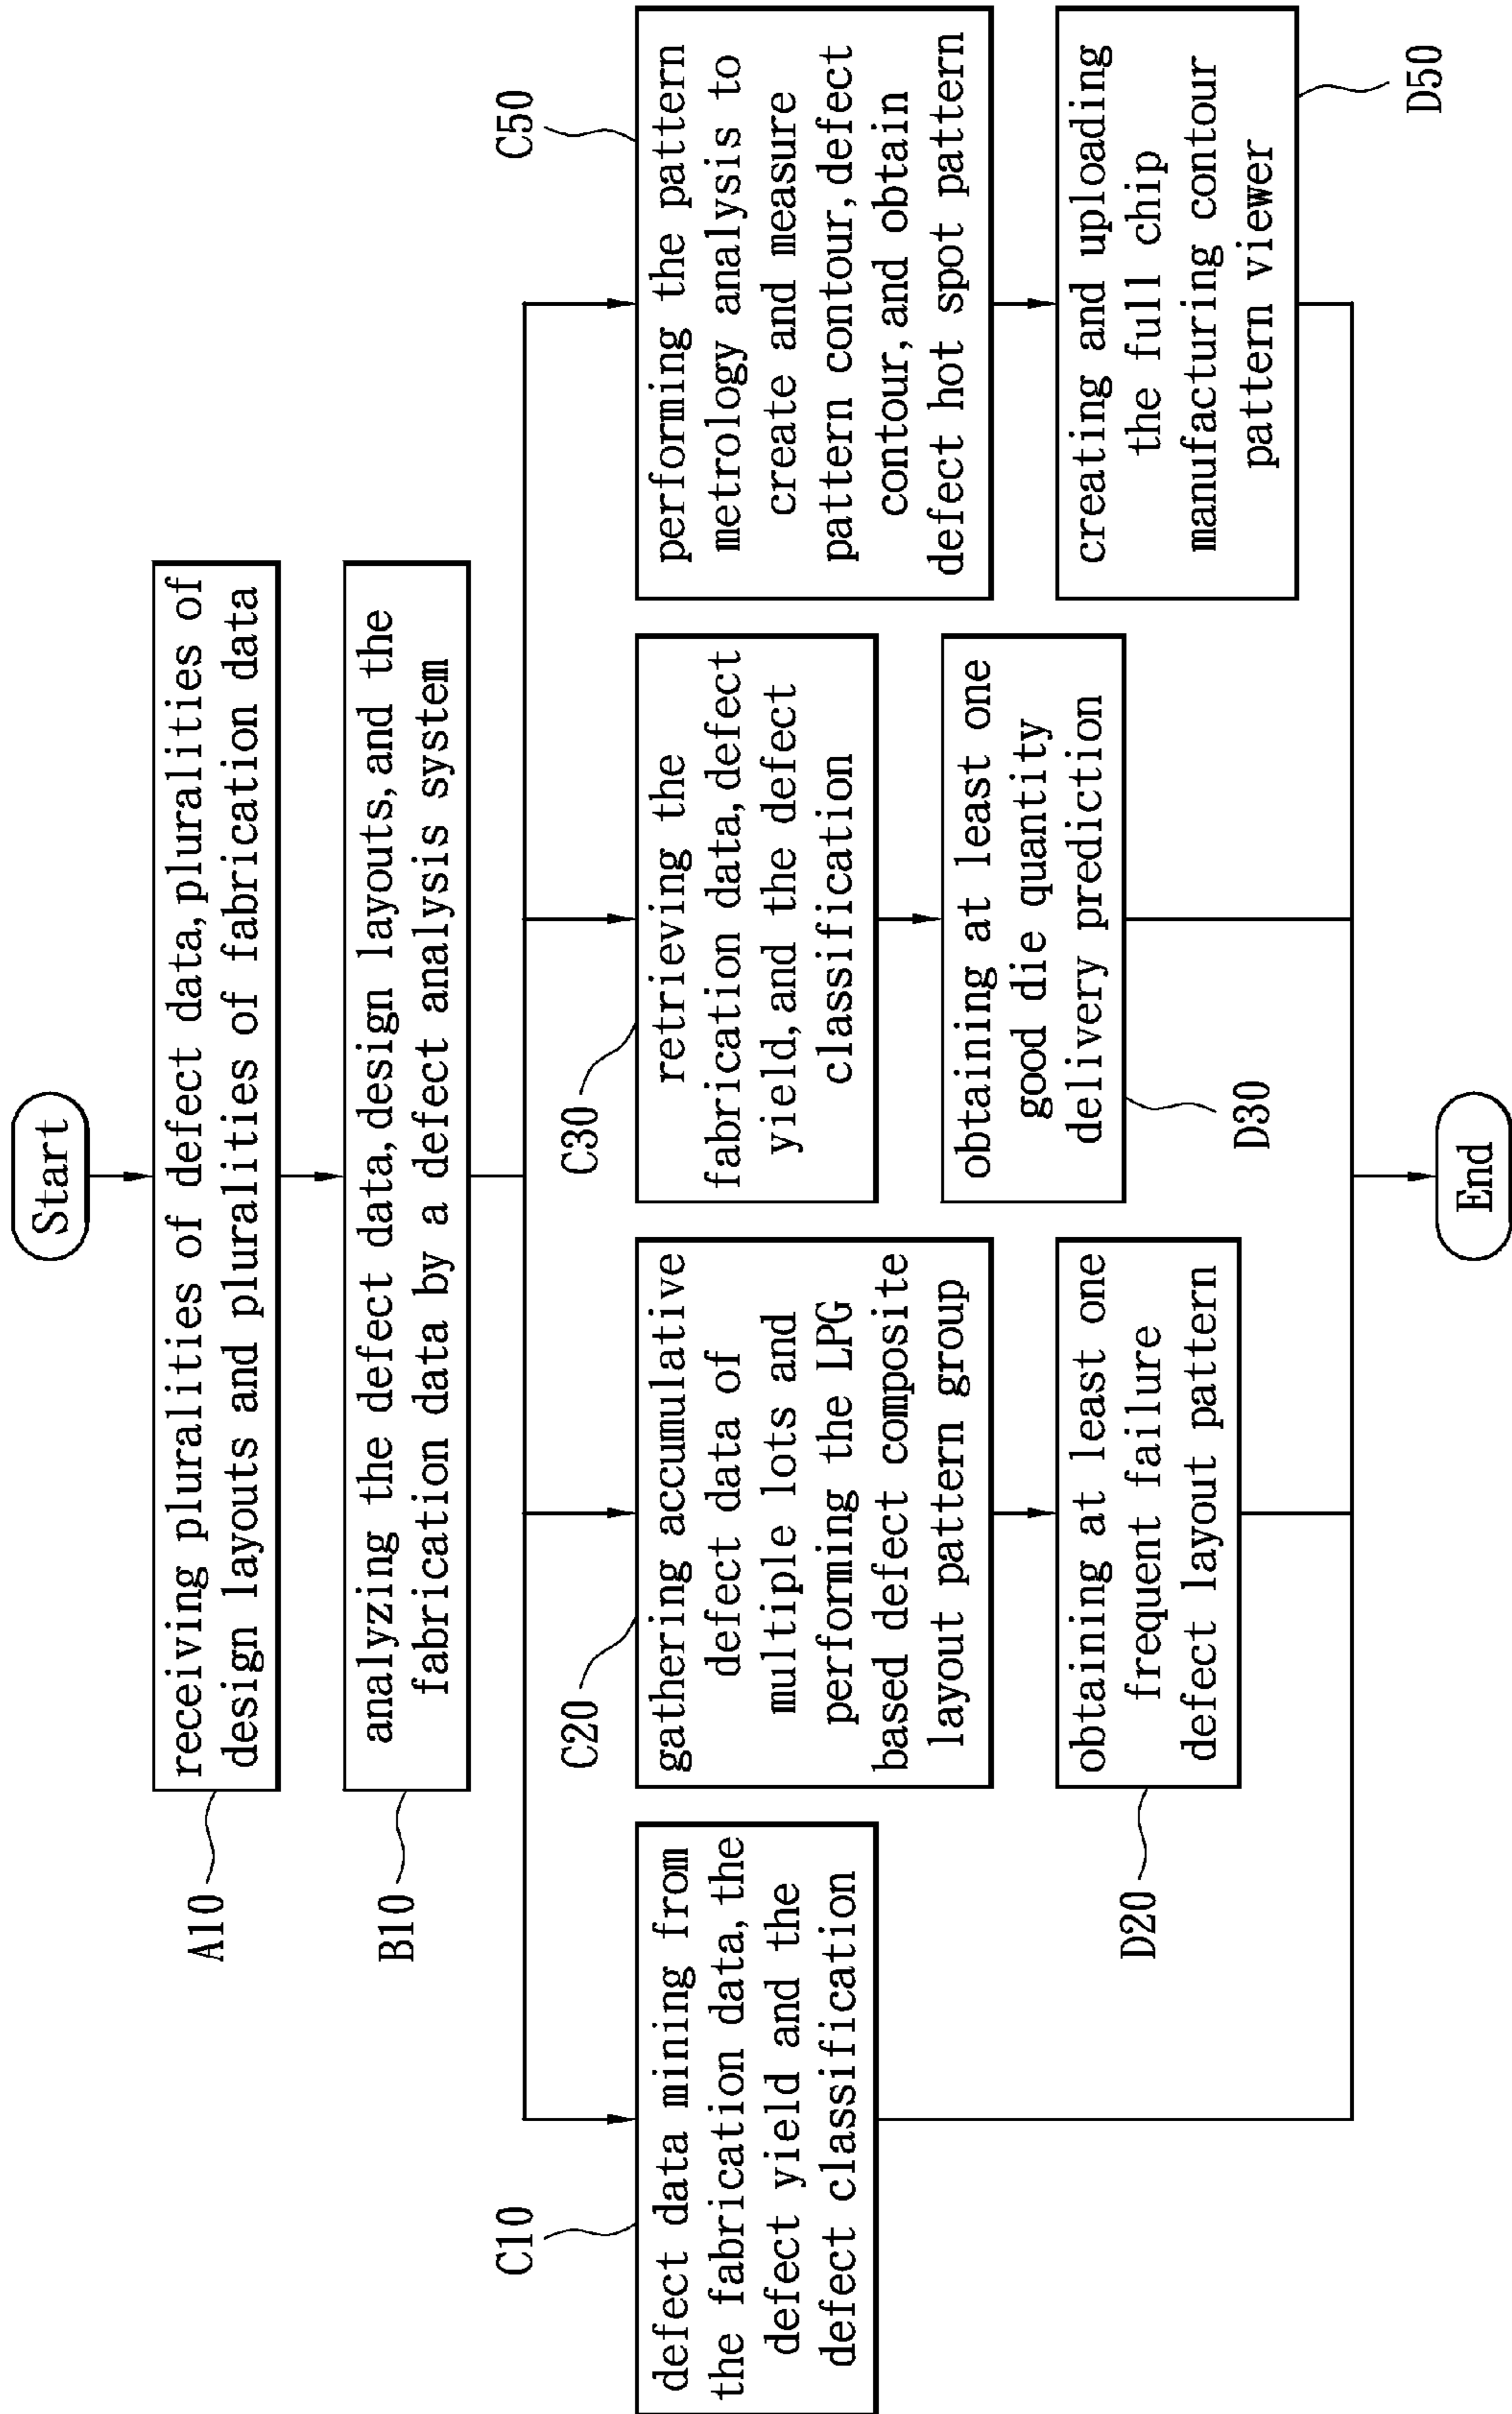 Start
receiving pluralities of defect data, pluralities of
design layouts and pluralities of fabrication data
A10
analyzing the defect data, design layouts, and the
fabrication data by a defect analysis system
B10
C10
defect data mining from
the fabrication data, the
defect yield and the
defect classification
C20
gathering accumulative
defect data of
multiple lots and
performing the LPG
based defect composite
layout pattern group
D20
obtaining at least one
frequent failure
defect layout pattern
C30
retrieving the
fabrication data, defect
yield, and the defect
classification
obtaining at least one
good die quantity
delivery prediction
D30
C50
performing the pattern
metrology analysis to
create and measure
pattern contour, defect
contour, and obtain
defect hot spot pattern
creating and uploading
the full chip
manufacturing contour
pattern viewer
D50
End